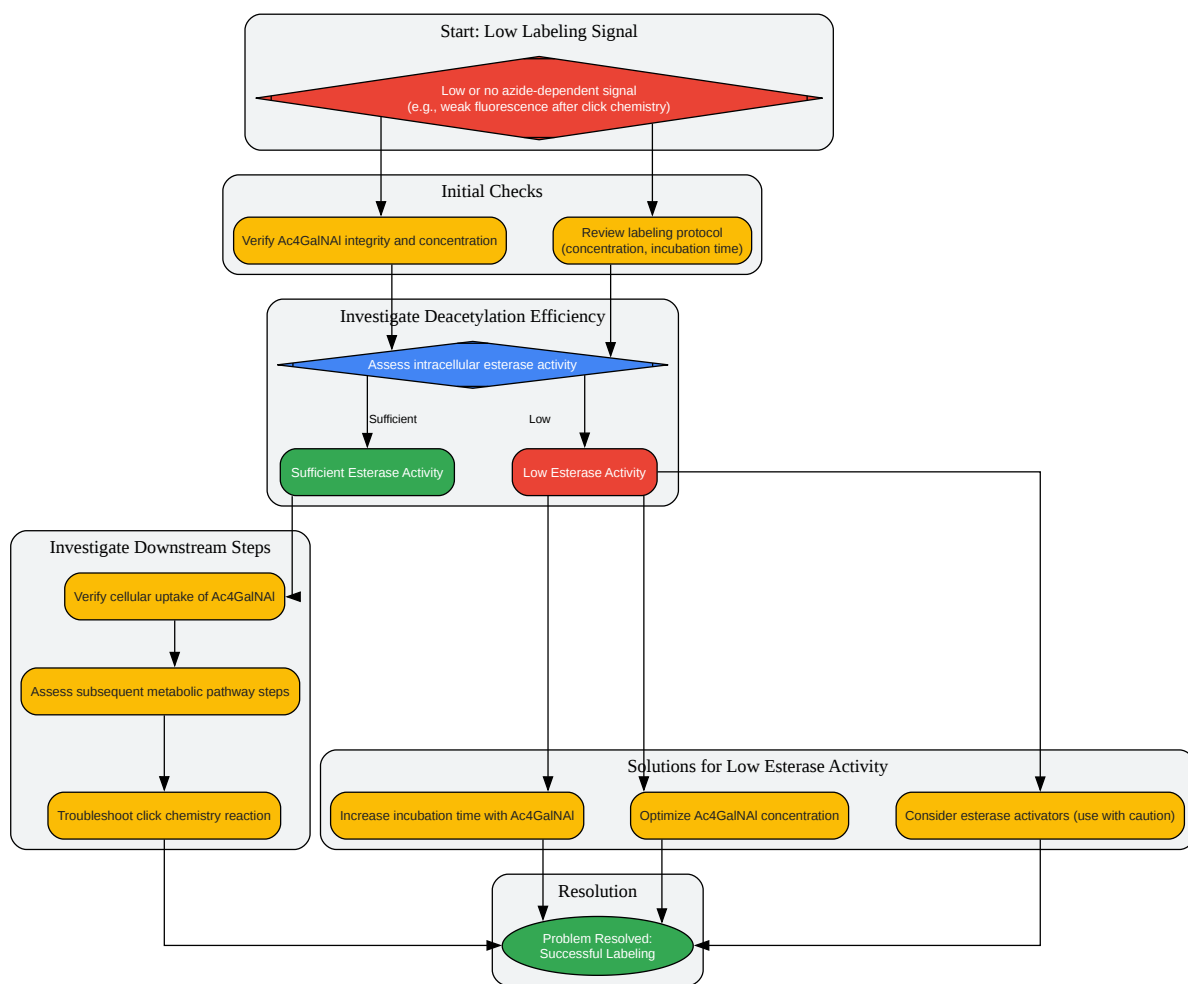 Start: Low Labeling Signal
Low or no azide-dependent signal
(e.g., weak fluorescence after click chemistry)
Initial Checks
Verify Ac4GalNAl integrity and concentration
Review labeling protocol
(concentration, incubation time)
Investigate Deacetylation Efficiency
Assess intracellular esterase activity
Sufficient
Low
Sufficient Esterase Activity
Low Esterase Activity
Investigate Downstream Steps
Verify cellular uptake of Ac4GalNAl
Assess subsequent metabolic pathway steps
Troubleshoot click chemistry reaction
Solutions for Low Esterase Activity
Increase incubation time with Ac4GalNAl
Optimize Ac4GalNAl concentration
Consider esterase activators (use with caution)
Resolution
Problem Resolved:
Successful Labeling